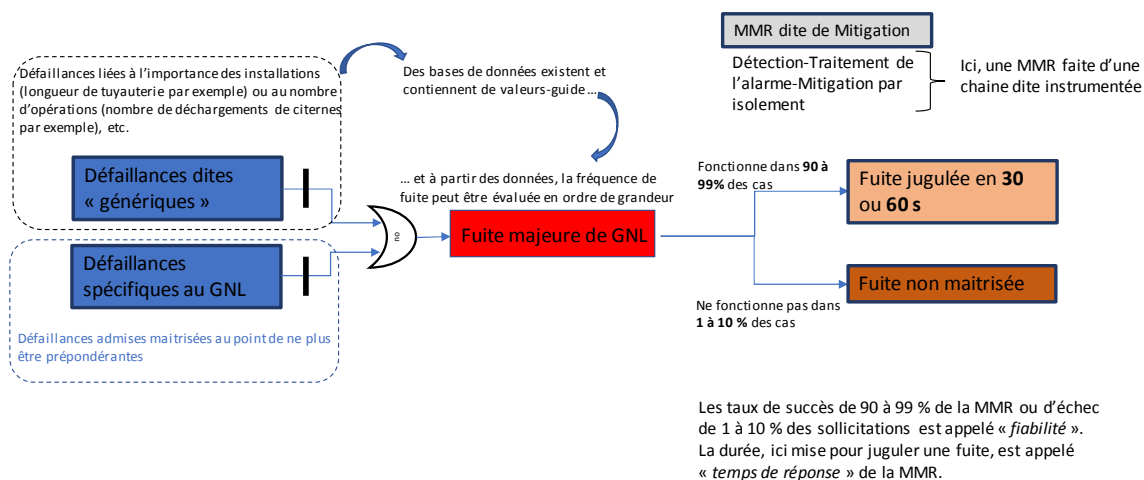 MMR dite de Mitigation
Détection-Traitement de
l'alarme-Mitigation par
isolement
Ici, une MMR faite d'une
chaine dite instrumentée
Défaillances liées à l'importance des installations
(longueur de tuyauterie par exemple) ou au nombre
d'opérations (nombre de déchargements de citernes
par exemple), etc.
Des bases de données existent et
contiennent de valeurs-guide …
Défaillances dites
« génériques »
… et à partir des données, la fréquence de
fuite peut être évaluée en ordre de grandeur
Fonctionne dans 90 à
99% des cas
Fuite jugulée en 30
ou 60 s
ou
Fuite majeure de GNL
Défaillances
spécifiques au GNL
Fuite non maitrisée
Ne fonctionne pas dans
1 à 10 % des cas
Défaillances admises maitrisées au point de ne plus
être prépondérantes
Les taux de succès de 90 à 99 % de la MMR ou d'échec
de 1 à 10 % des sollicitations est appelé « fiabilité ».
La durée, ici mise pour juguler une fuite, est appelé
« temps de réponse » de la MMR.